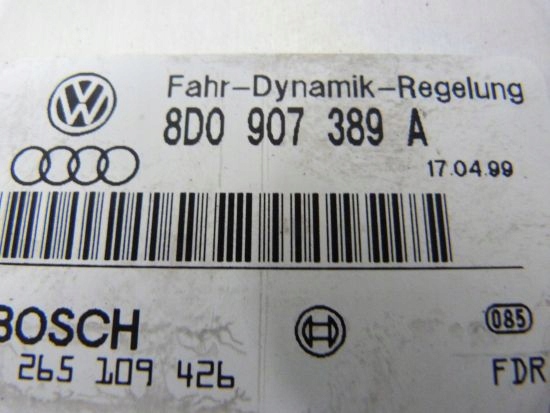 Fahr-Dynamik-Regelung
8D0 907 389 A
17.04.99
BOSCH
085
265 109 426
FDR